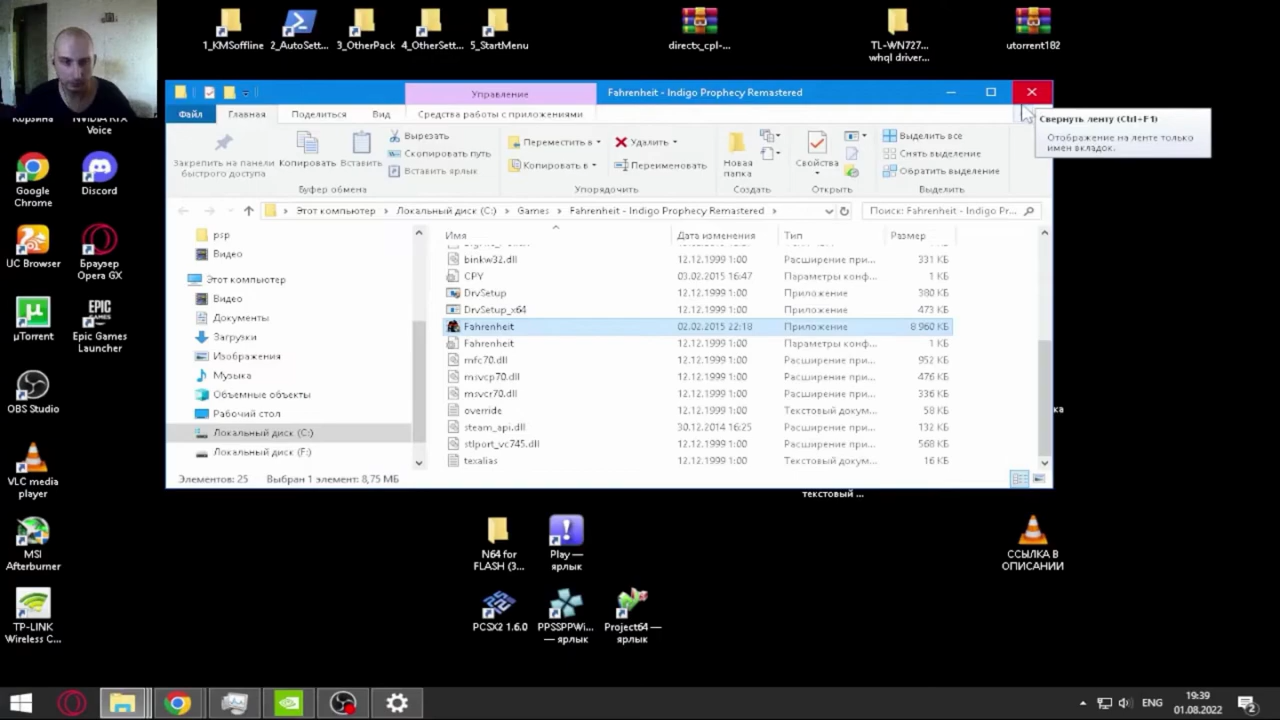 1_KMSoffline
2_AutoSett...
3_OtherPack
4_OtherSett...
5_StartMenu
directx_cpl-...
TL-WN727...
whql driver...
utorrent182
Корзина
NVIDIA RTX
Voice
Google
Chrome
Discord
UC Browser
Браузер
Opera GX
µTorrent
Epic Games
Launcher
OBS Studio
VLC media
player
MSI
Afterburner
TP-LINK
Wireless C...
Управление
Fahrenheit - Indigo Prophecy Remastered
Файл
Главная
Поделиться
Вид
Средства работы с приложениями
Свернуть ленту (Ctrl+F1)
Отображение на ленте только
имен вкладок.
Закрепить на панели
быстрого доступа
Копировать
Вставить
Вырезать
Скопировать путь
Вставить ярлык
Буфер обмена
Переместить в
Копировать в
Удалить
Переименовать
Упорядочить
Новая
папка
Создать
Свойства
Открыть
Выделить все
Снять выделение
Обратить выделение
Выделить
Этот компьютер
Локальный диск (C:)
Games
Fahrenheit - Indigo Prophecy Remastered
Поиск: Fahrenheit - Indigo Pr...
psp
Видео
Этот компьютер
Видео
Документы
Загрузки
Изображения
Музыка
Объемные объекты
Рабочий стол
Локальный диск (C:)
Локальный диск (F:)
Имя Дата изменения Тип Размер
binkw32.dll 12.12.1999 1:00 Расширение при... 331 КБ
CPY 03.02.2015 16:47 Параметры конф... 1 КБ
DrvSetup 12.12.1999 1:00 Приложение 380 КБ
DrvSetup_x64 12.12.1999 1:00 Приложение 473 КБ
Fahrenheit 02.02.2015 22:18 Приложение 8 960 КБ
Fahrenheit 12.12.1999 1:00 Параметры конф... 1 КБ
mfc70.dll 12.12.1999 1:00 Расширение при... 952 КБ
msvcp70.dll 12.12.1999 1:00 Расширение при... 476 КБ
msvcr70.dll 12.12.1999 1:00 Расширение при... 336 КБ
override 12.12.1999 1:00 Текстовый докум... 58 КБ
steam_api.dll 30.12.2014 16:25 Расширение при... 132 КБ
stlport_vc745.dll 12.12.1999 1:00 Расширение при... 568 КБ
texalias 12.12.1999 1:00 Текстовый докум... 16 КБ
Элементов: 25 Выбран 1 элемент: 8,75 МБ
текстовый ...
N64 for
FLASH (3...
Play —
ярлык
ССЫЛКА В
ОПИСАНИИ
PCSX2 1.6.0
PPSSPPWi...
— ярлык
Project64 —
ярлык
ENG
19:39
01.08.2022
2